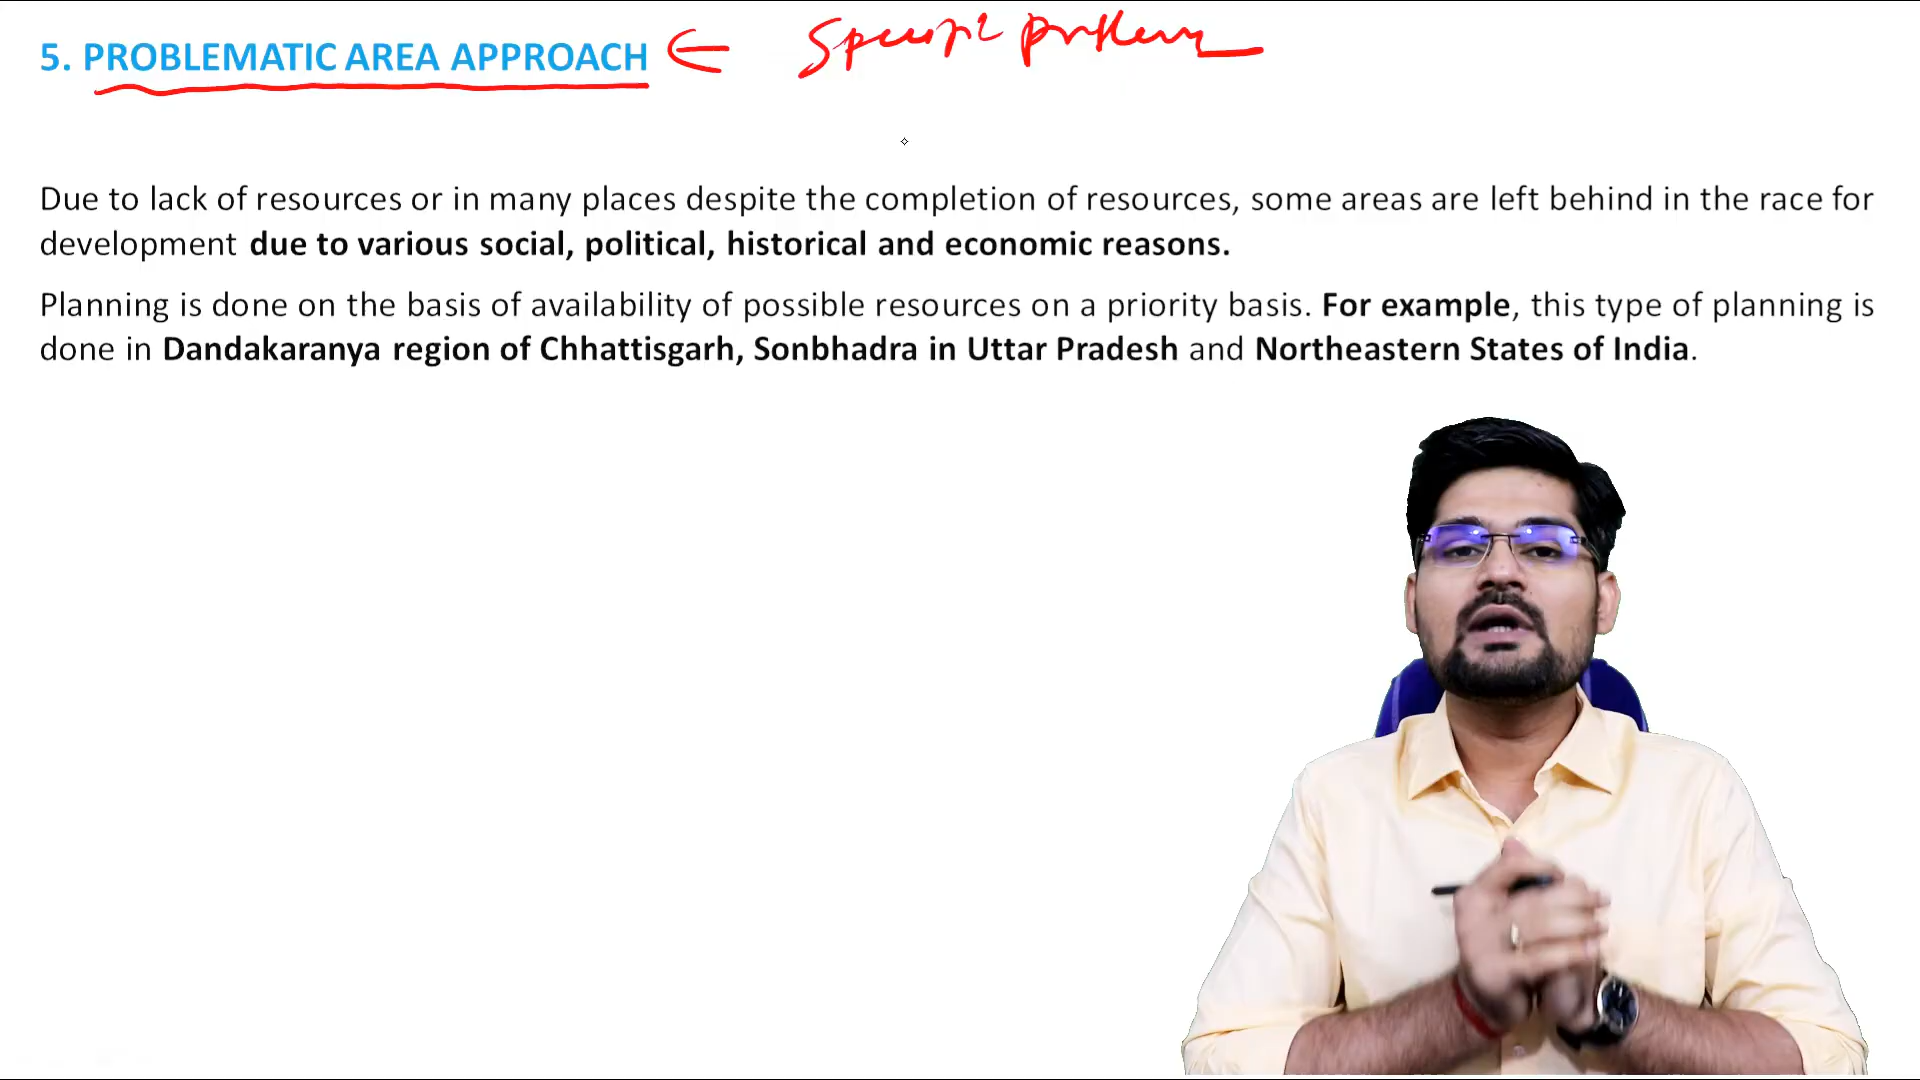 5. PROBLEMATIC AREA APPROACH Specific problem
Due to lack of resources or in many places despite the completion of resources, some areas are left behind in the race for
development due to various social, political, historical and economic reasons.
Planning is done on the basis of availability of possible resources on a priority basis. For example, this type of planning is
done in Dandakaranya region of Chhattisgarh, Sonbhadra in Uttar Pradesh and Northeastern States of India.